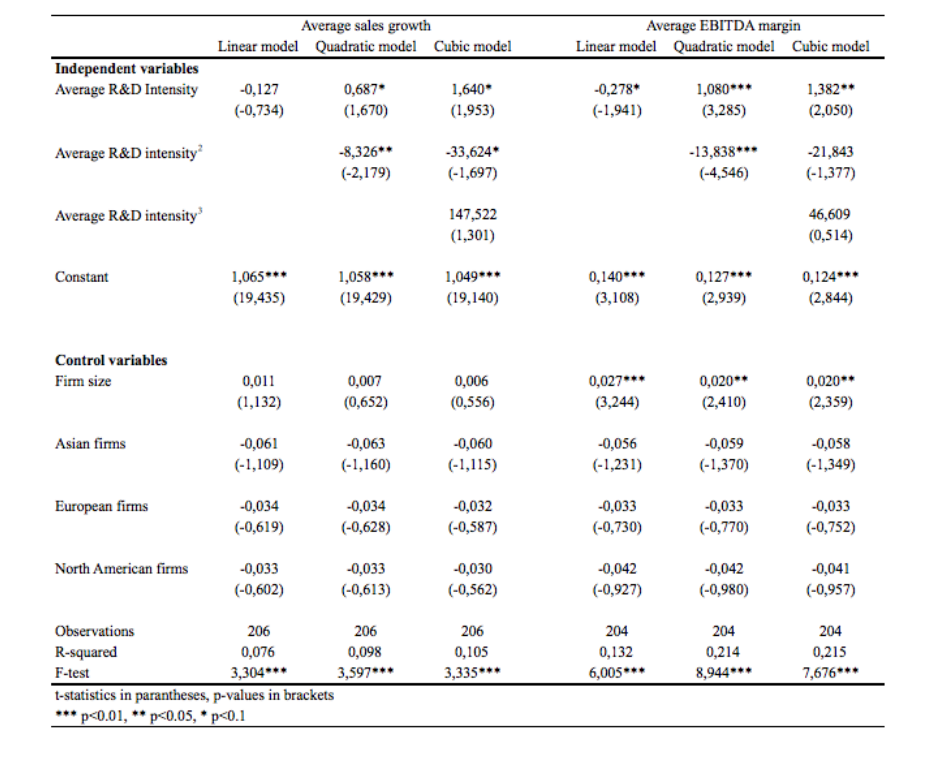 Average sales growth Average EBITDA margin
Linear model Quadratic model Cubic model Linear model Quadratic model Cubic model
Independent variables
Average R&D Intensity -0,127 0,687* 1,640* -0,278* 1,080*** 1,382**
(-0,734) (1,670) (1,953) (-1,941) (3,285) (2,050)
Average R&D intensity² -8,326** -33,624* -13,838*** -21,843
(-2,179) (-1,697) (-4,546) (-1,377)
Average R&D intensity³ 147,522 46,609
(1,301) (0,514)
Constant 1,065*** 1,058*** 1,049*** 0,140*** 0,127*** 0,124***
(19,435) (19,429) (19,140) (3,108) (2,939) (2,844)
Control variables
Firm size 0,011 0,007 0,006 0,027*** 0,020** 0,020**
(1,132) (0,652) (0,556) (3,244) (2,410) (2,359)
Asian firms -0,061 -0,063 -0,060 -0,056 -0,059 -0,058
(-1,109) (-1,160) (-1,115) (-1,231) (-1,370) (-1,349)
European firms -0,034 -0,034 -0,032 -0,033 -0,033 -0,033
(-0,619) (-0,628) (-0,587) (-0,730) (-0,770) (-0,752)
North American firms -0,033 -0,033 -0,030 -0,042 -0,042 -0,041
(-0,602) (-0,613) (-0,562) (-0,927) (-0,980) (-0,957)
Observations 206 206 206 204 204 204
R-squared 0,076 0,098 0,105 0,132 0,214 0,215
F-test 3,304*** 3,597*** 3,335*** 6,005*** 8,944*** 7,676***
t-statistics in parantheses, p-values in brackets
*** p<0.01, ** p<0.05, * p<0.1